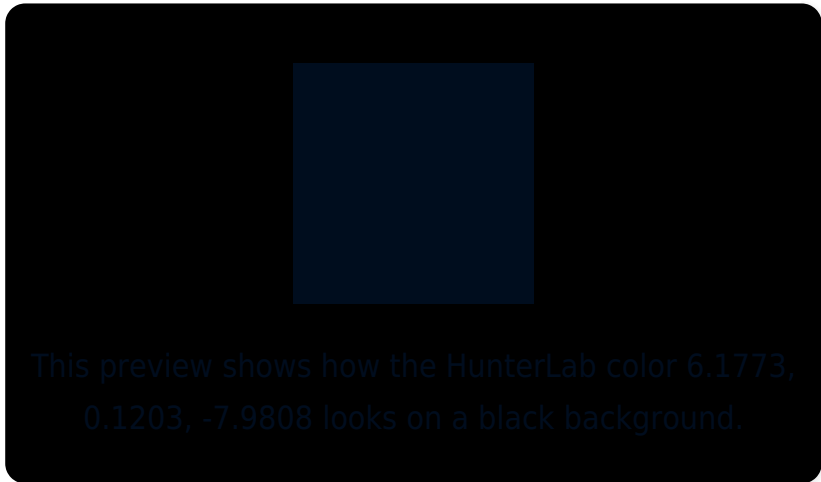 This preview shows how the HunterLab color 6.1773,
0.1203, -7.9808 looks on a black background.